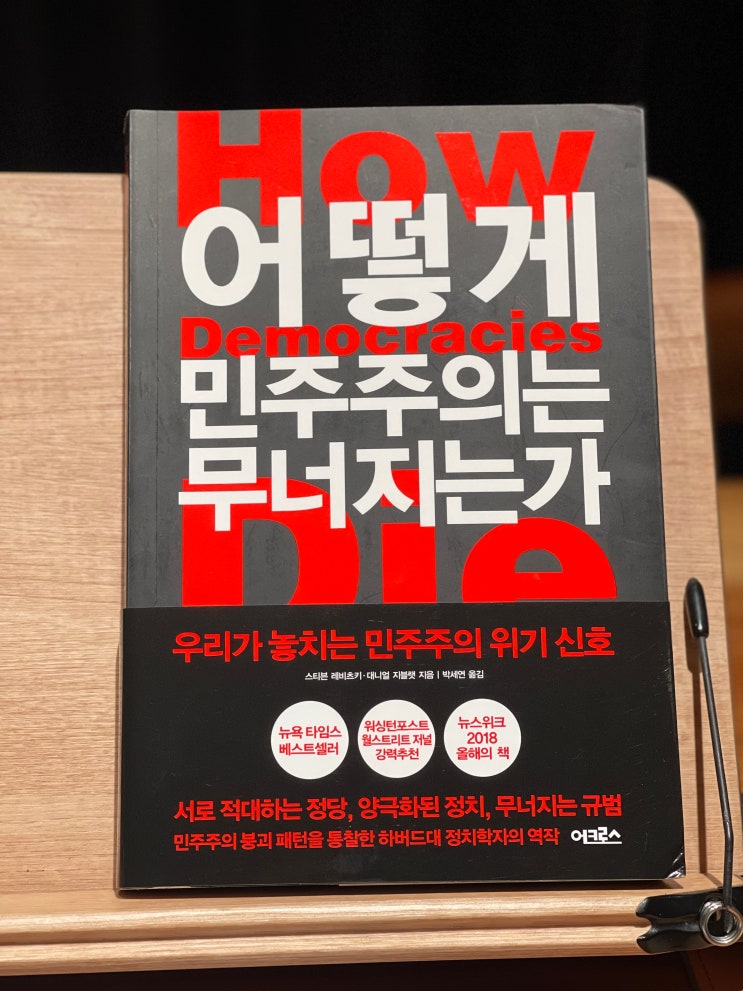 How
어떻게
Democracies
민주주의는
무너지는가
Die
우리가 놓치는 민주주의 위기 신호
스티븐 레비츠키·대니얼 지블랫 지음 | 박세연 옮김
뉴욕 타임스
베스트셀러
워싱턴포스트
월스트리트 저널
강력추천
뉴스위크
2018
올해의 책
서로 적대하는 정당, 양극화된 정치, 무너지는 규범
민주주의 붕괴 패턴을 통찰한 하버드대 정치학자의 역작 어크로스